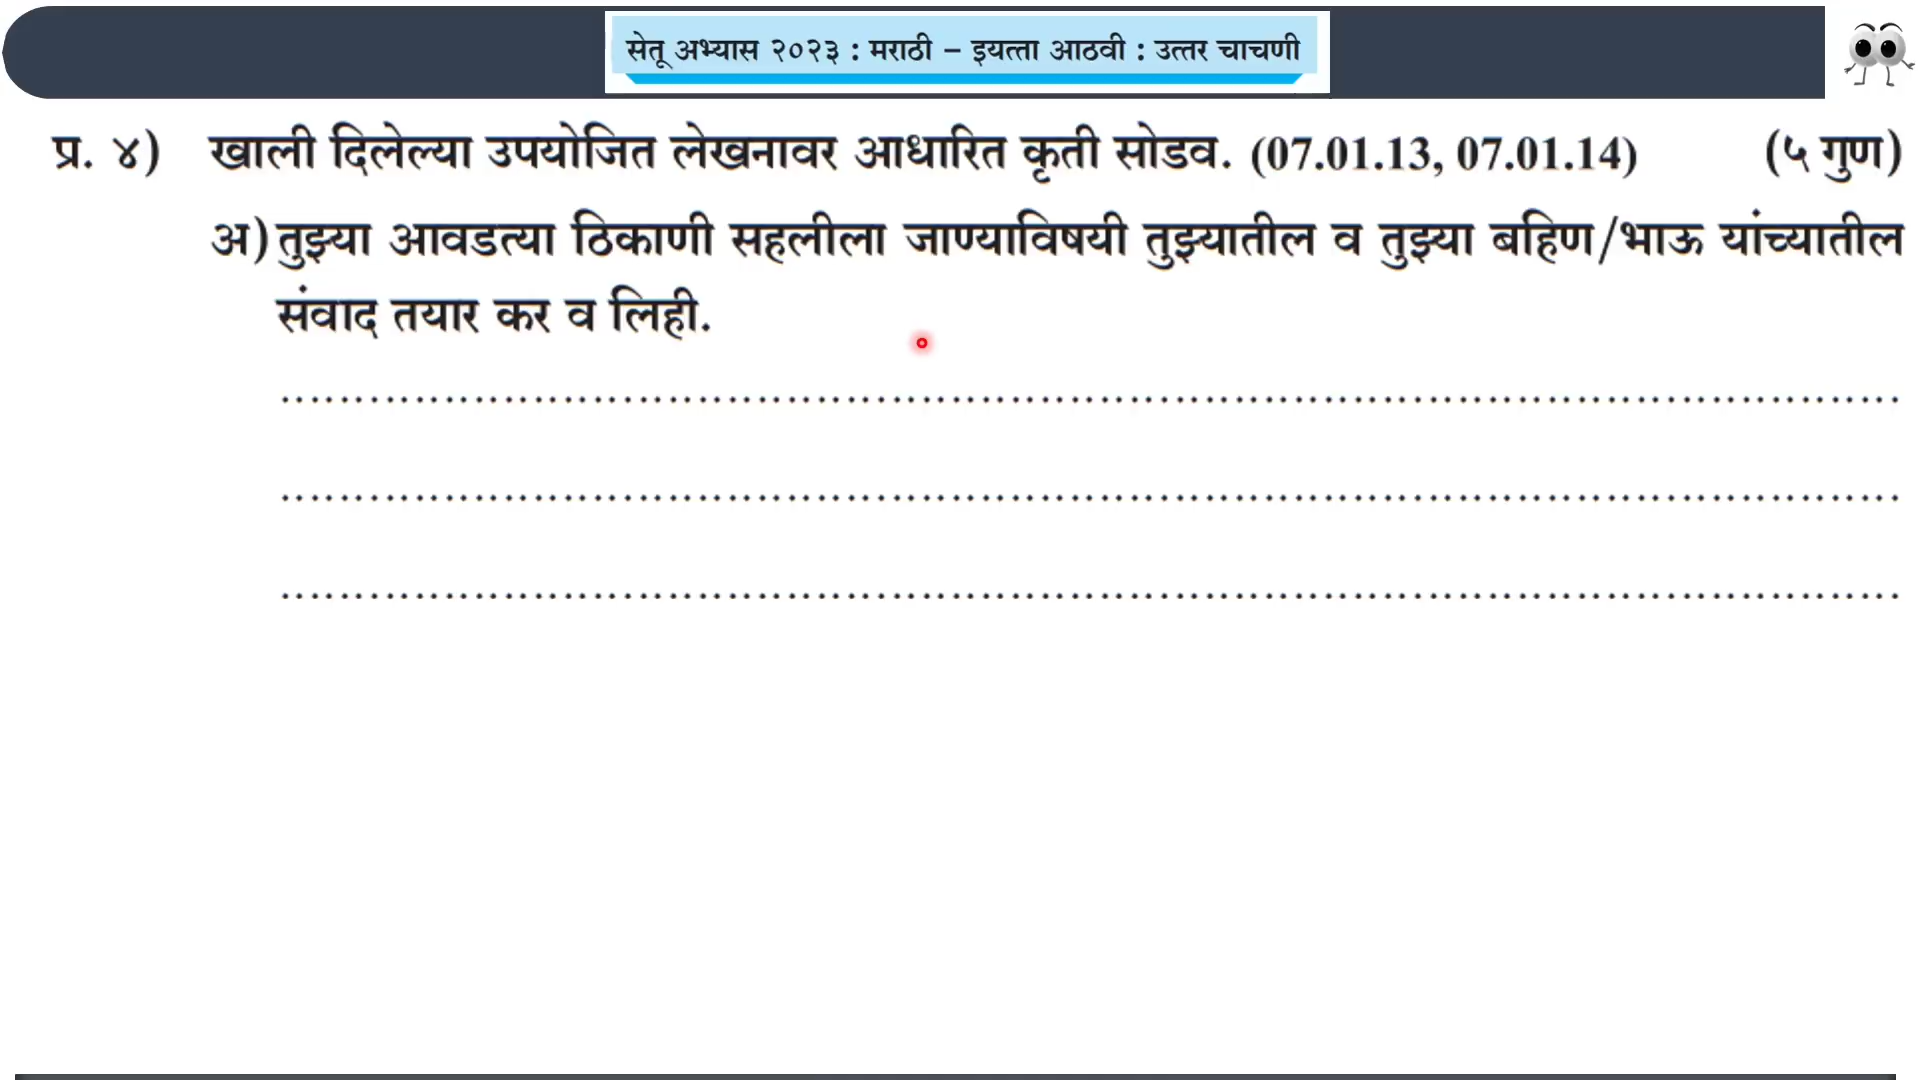 सेतू अभ्यास २०२३ : मराठी – इयत्ता आठवी : उत्तर चाचणी
प्र. ४) खाली दिलेल्या उपयोजित लेखनावर आधारित कृती सोडव. (07.01.13, 07.01.14) (५ गुण)
अ) तुझ्या आवडत्या ठिकाणी सहलीला जाण्याविषयी तुझ्यातील व तुझ्या बहिण/भाऊ यांच्यातील
संवाद तयार कर व लिही.